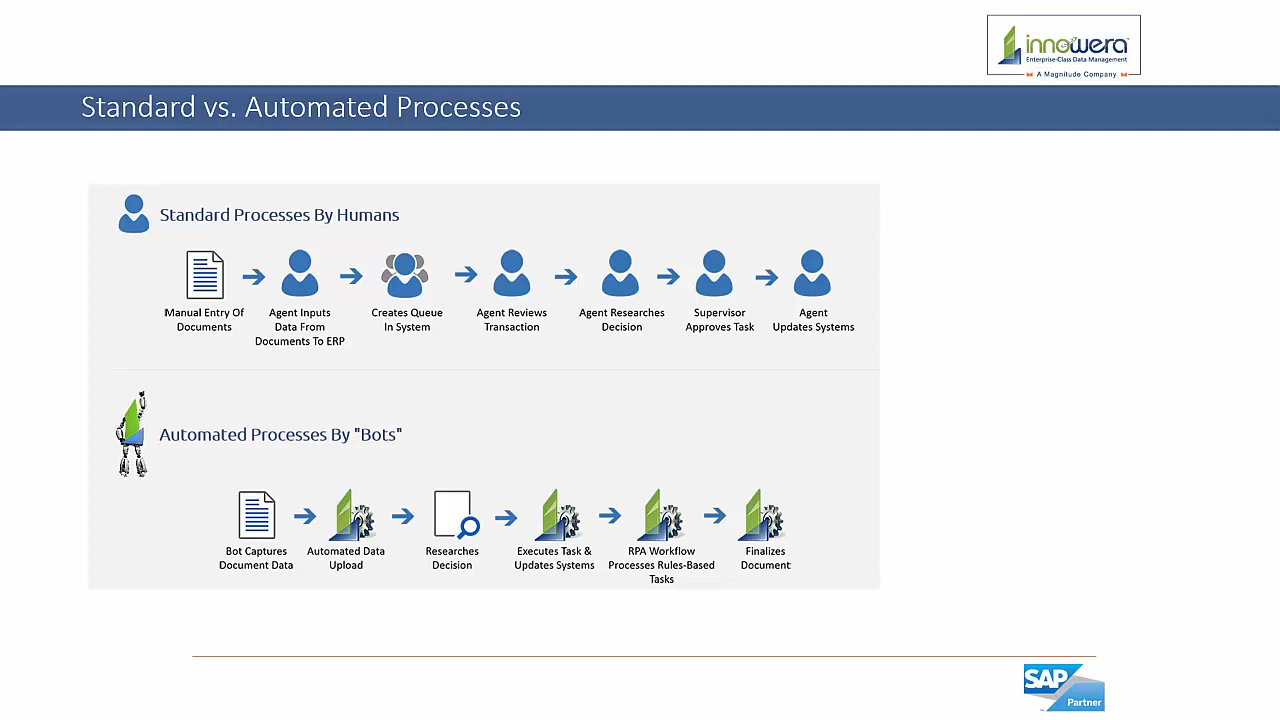 innowera
Enterprise-Class Data Management
A Magnitude Company
Standard vs. Automated Processes
Standard Processes By Humans
Manual Entry Of
Documents
Agent Inputs
Data From
Documents To ERP
Creates Queue
In System
Agent Reviews
Transaction
Agent Researches
Decision
Supervisor
Approves Task
Agent
Updates Systems
Automated Processes By "Bots"
Bot Captures
Document Data
Automated Data
Upload
Researches
Decision
Executes Task &
Updates Systems
RPA Workflow
Processes Rules-Based
Tasks
Finalizes
Document
SAP
Partner